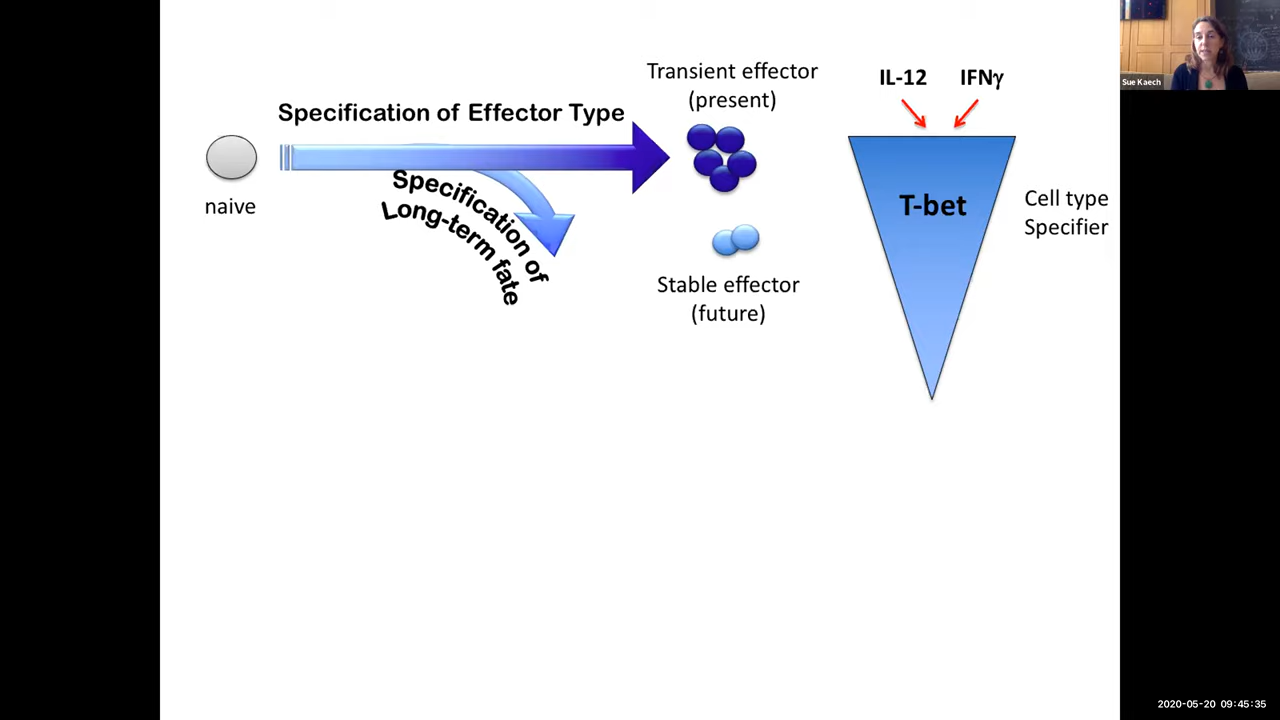 Transient effector
(present)
IL-12
IFNγ
Sue Kaech
Specification of Effector Type
naive
Specification of
Long-term fate
T-bet
Cell type
Specifier
Stable effector
(future)
2020-05-20 09:45:35